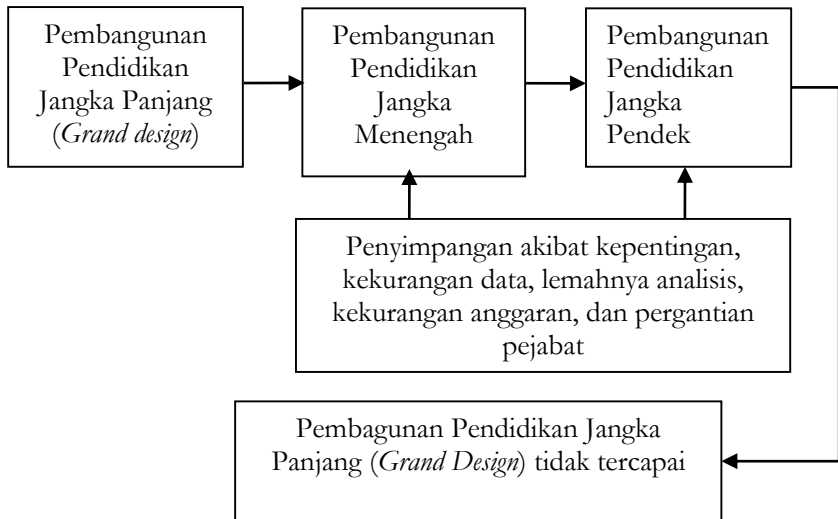 Pembangunan
Pendidikan
Jangka Panjang
(Grand design)
Pembangunan
Pendidikan
Jangka
Menengah
Pembangunan
Pendidikan
Jangka
Pendek
Penyimpangan akibat kepentingan,
kekurangan data, lemahnya analisis,
kekurangan anggaran, dan pergantian
pejabat
Pembagunan Pendidikan Jangka
Panjang (Grand Design) tidak tercapai